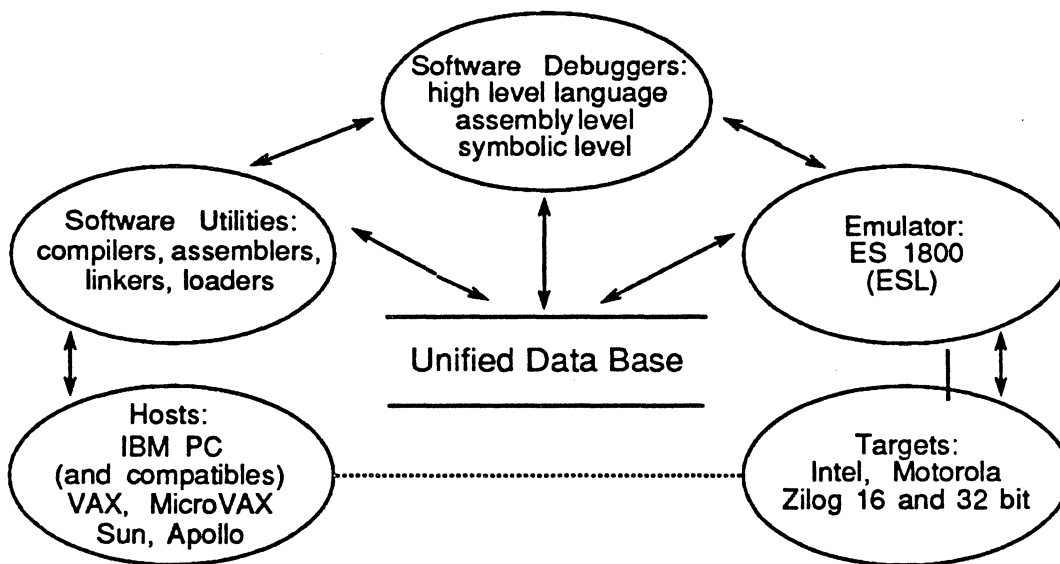 Software Debuggers:
high level language
assembly level
symbolic level
Software Utilities:
compilers, assemblers,
linkers, loaders
Emulator:
ES 1800
(ESL)
Unified Data Base
Hosts:
IBM PC
(and compatibles)
VAX, MicroVAX
Sun, Apollo
Targets:
Intel, Motorola
Zilog 16 and 32 bit